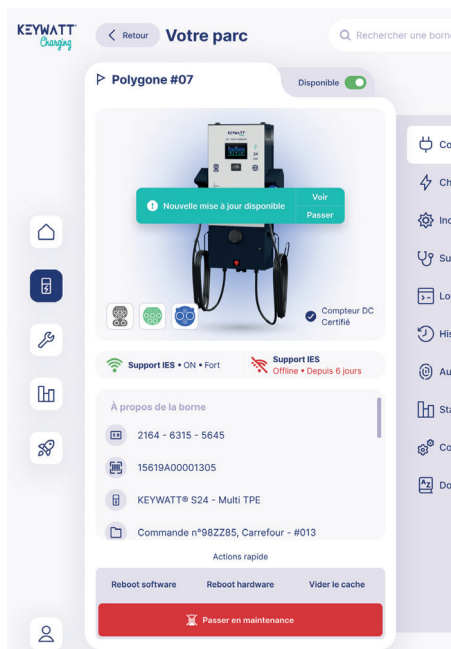 KEYWATT®
Charging
Retour
Votre parc
Rechercher une borne
Polygone #07
Disponible
KEYWATT
Nouvelle mise à jour disponible
Voir
Passer
Compteur DC
Certifié
Support IES • ON • Fort
Support IES
Offline • Depuis 6 jours
À propos de la borne
2164 - 6315 - 5645
15619A00001305
KEYWATT® S24 - Multi TPE
Commande n°98ZZ85, Carrefour - #013
Actions rapide
Reboot software
Reboot hardware
Vider le cache
Passer en maintenance
Co
Ch
Inc
Su
Lo
His
Au
Sta
Co
Do